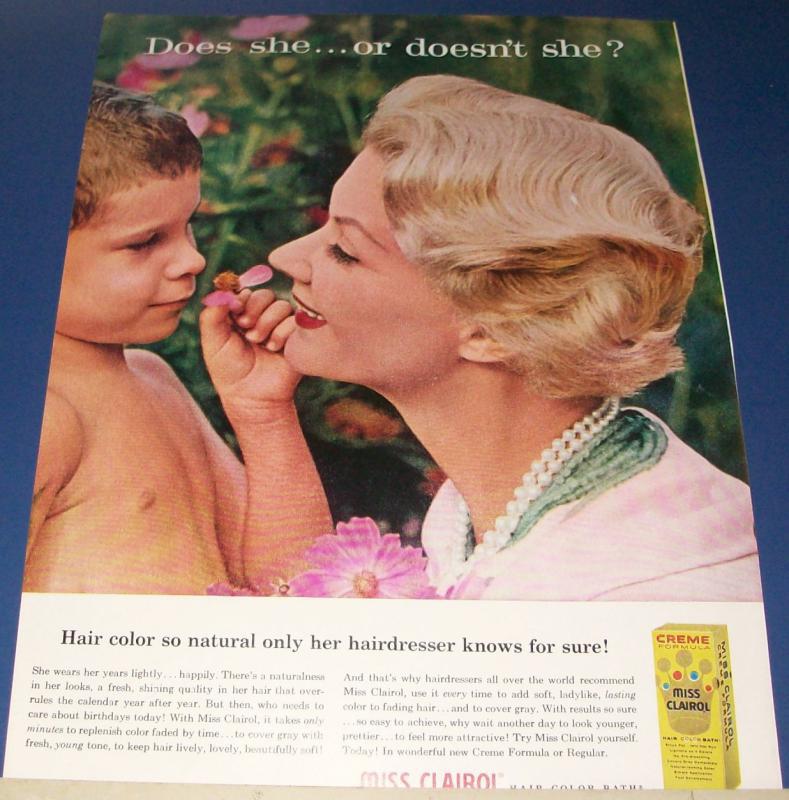 Does she...or doesn't she?
Hair color so natural only her hairdresser knows for sure!
She wears her years lightly...happily. There's a naturalness
in her looks, a fresh, shining quality in her hair that over-
rules the calendar year after year. But then, who needs to
care about birthdays today! With Miss Clairol, it takes only
minutes to replenish color faded by time...to cover gray with
fresh, young tone, to keep hair lively, lovely, beautifully soft!
And that's why hairdressers all over the world recommend
Miss Clairol, use it every time to add soft, ladylike, lasting
color to fading hair...and to cover gray. With results so sure
...so easy to achieve, why wait another day to look younger,
prettier...to feel more attractive! Try Miss Clairol yourself.
Today! In wonderful new Creme Formula or Regular.
MISS CLAIROL HAIR COLOR BATH
CREME
FORMULA
MISS
CLAIROL
HAIR COLOR BATH
MISS CLAIROL